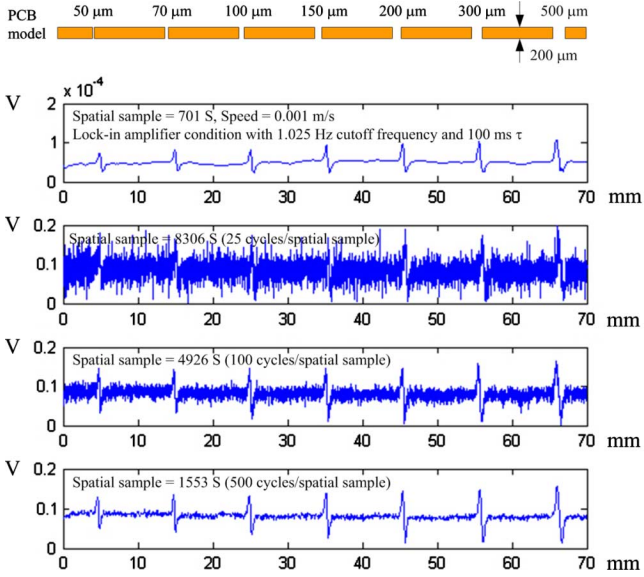 PCB 50 μm 70 μm 100 μm 150 μm 200 μm 300 μm 500 μm
model
200 μm
V x 10⁻⁴
2
Spatial sample = 701 S, Speed = 0.001 m/s
1 Lock-in amplifier condition with 1.025 Hz cutoff frequency and 100 ms τ
0
0 10 20 30 40 50 60 70 mm
V 0.2
Spatial sample = 8306 S (25 cycles/spatial sample)
0.1
0
0 10 20 30 40 50 60 70 mm
V 0.2
Spatial sample = 4926 S (100 cycles/spatial sample)
0.1
0
0 10 20 30 40 50 60 70 mm
V 0.2
Spatial sample = 1553 S (500 cycles/spatial sample)
0.1
0
0 10 20 30 40 50 60 70 mm